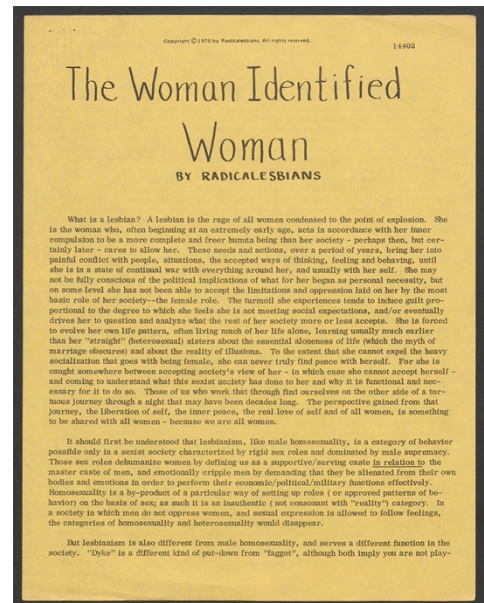 Copyright © 1970 by Radicalesbians. All rights reserved.
14402
The Woman Identified
Woman
BY RADICALESBIANS
What is a lesbian? A lesbian is the rage of all women condensed to the point of explosion. She
is the woman who, often beginning at an extremely early age, acts in accordance with her inner
compulsion to be a more complete and freer human being than her society - perhaps then, but cer-
tainly later - cares to allow her. These needs and actions, over a period of years, bring her into
painful conflict with people, situations, the accepted ways of thinking, feeling and behaving, until
she is in a state of continual war with everything around her, and usually with her self. She may
not be fully conscious of the political implications of what for her began as personal necessity, but
on some level she has not been able to accept the limitations and oppression laid on her by the most
basic role of her society--the female role. The turmoil she experiences tends to induce guilt pro-
portional to the degree to which she feels she is not meeting social expectations, and/or eventually
drives her to question and analyze what the rest of her society more or less accepts. She is forced
to evolve her own life pattern, often living much of her life alone, learning usually much earlier
than her "straight" (heterosexual) sisters about the essential aloneness of life (which the myth of
marriage obscures) and about the reality of illusions. To the extent that she cannot expel the heavy
socialization that goes with being female, she can never truly find peace with herself. For she is
caught somewhere between accepting society's view of her - in which case she cannot accept herself -
and coming to understand what this sexist society has done to her and why it is functional and nec-
essary for it to do so. Those of us who work that through find ourselves on the other side of a tor-
tuous journey through a night that may have been decades long. The perspective gained from that
journey, the liberation of self, the inner peace, the real love of self and of all women, is something
to be shared with all women - because we are all women.
It should first be understood that lesbianism, like male homosexuality, is a category of behavior
possible only in a sexist society characterized by rigid sex roles and dominated by male supremacy.
Those sex roles dehumanize women by defining us as a supportive/serving caste in relation to the
master caste of men, and emotionally cripple men by demanding that they be alienated from their own
bodies and emotions in order to perform their economic/political/military functions effectively.
Homosexuality is a by-product of a particular way of setting up roles ( or approved patterns of be-
havior) on the basis of sex; as such it is an inauthentic ( not consonant with "reality") category. In
a society in which men do not oppress women, and sexual expression is allowed to follow feelings,
the categories of homosexuality and heterosexuality would disappear.
But lesbianism is also different from male homosexuality, and serves a different function in the
society. "Dyke" is a different kind of put-down from "faggot", although both imply you are not play-